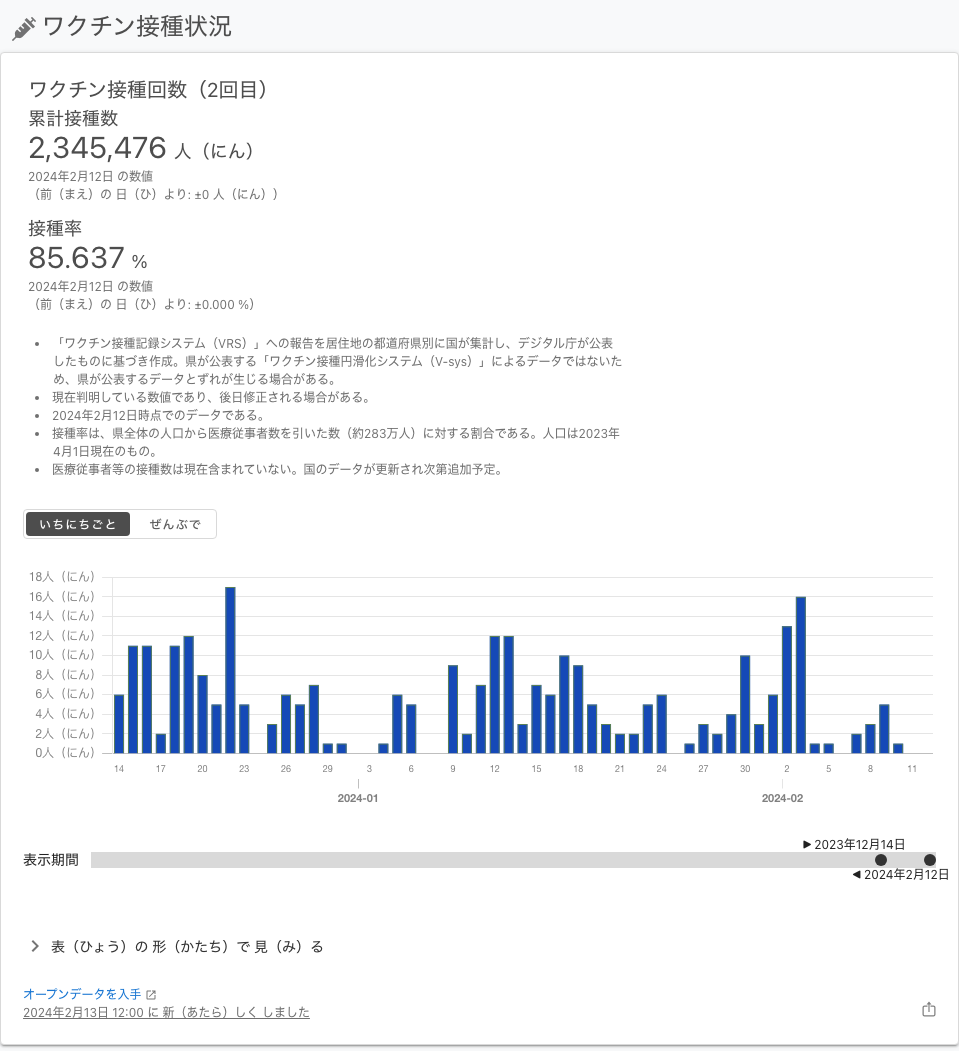 ワクチン接種状況
ワクチン接種回数（2回目）
累計接種数
2,345,476 人（にん）
2024年2月12日 の数値
（前（まえ）の 日（ひ）より: ±0 人（にん））
接種率
85.637 %
2024年2月12日 の数値
（前（まえ）の 日（ひ）より: ±0.000 %）
• 「ワクチン接種記録システム（VRS）」への報告を居住地の都道府県別に国が集計し、デジタル庁が公表
したものに基づき作成。県が公表する「ワクチン接種円滑化システム（V-sys）」によるデータではないた
め、県が公表するデータとずれが生じる場合がある。
• 現在判明している数値であり、後日修正される場合がある。
• 2024年2月12日時点でのデータである。
• 接種率は、県全体の人口から医療従事者数を引いた数（約283万人）に対する割合である。人口は2023年
4月1日現在のもの。
• 医療従事者等の接種数は現在含まれていない。国のデータが更新され次第追加予定。
いちにちごと ぜんぶで
18人（にん）
16人（にん）
14人（にん）
12人（にん）
10人（にん）
8人（にん）
6人（にん）
4人（にん）
2人（にん）
0人（にん）
14 17 20 23 26 29 3 6 9 12 15 18 21 24 27 30 2 5 8 11
2024-01 2024-02
▶ 2023年12月14日
表示期間
◀ 2024年2月12日
表（ひょう）の 形（かたち）で 見（み）る
オープンデータを入手
2024年2月13日 12:00 に 新（あたら）しく しました